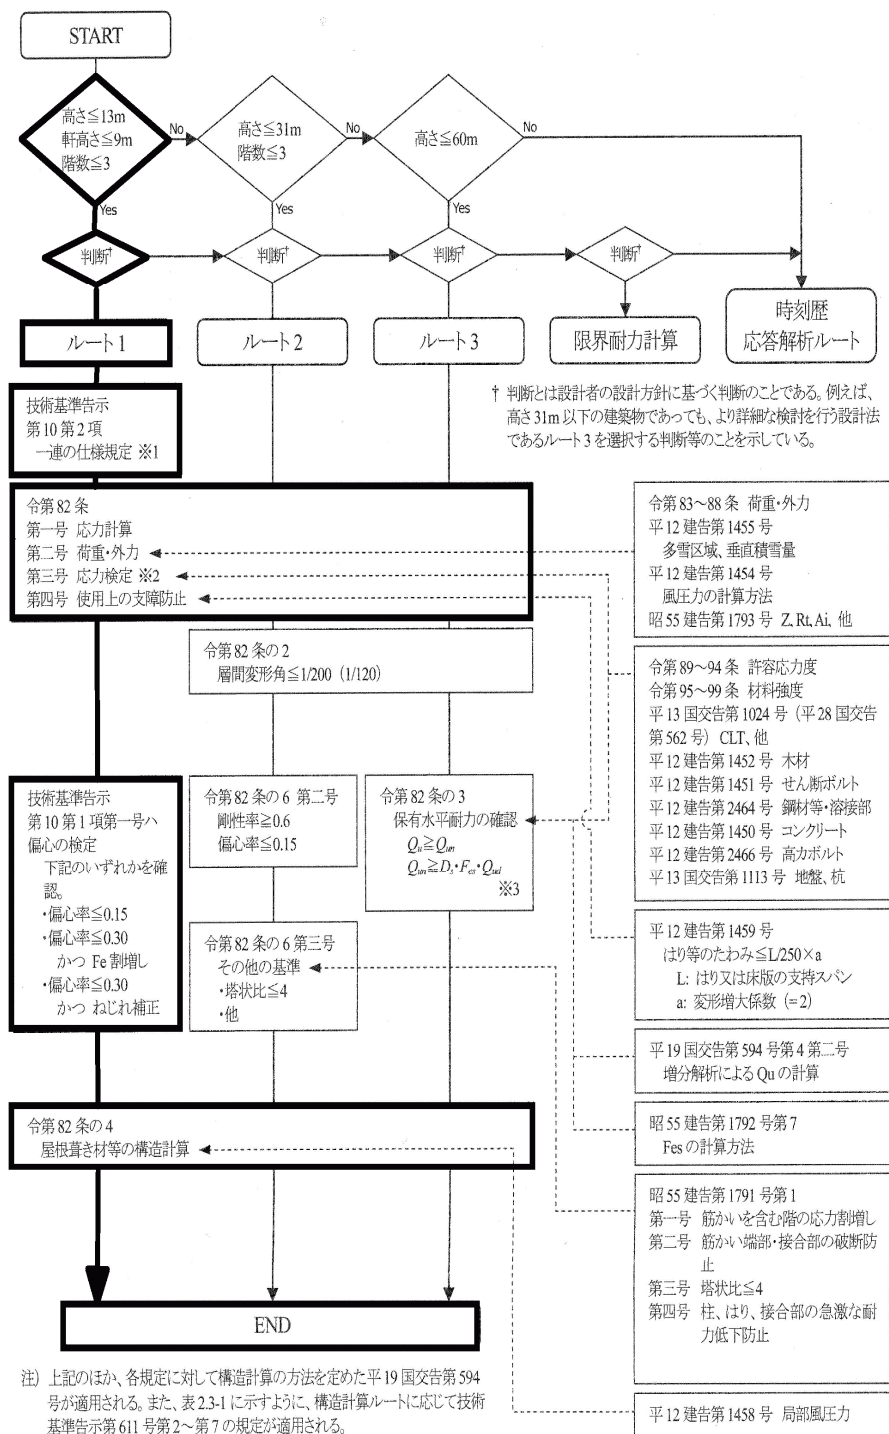 START
高さ≦13m
軒高さ≦9m
階数≦3
No
高さ≦31m
階数≦3
No
高さ≦60m
No
Yes
Yes
Yes
判断†
判断†
判断†
判断†
ルート1
ルート2
ルート3
限界耐力計算
時刻歴
応答解析ルート
† 判断とは設計者の設計方針に基づく判断のことである。例えば、
高さ31m以下の建築物であっても、より詳細な検討を行う設計法
であるルート3を選択する判断等のことを示している。
技術基準告示
第10第2項
一連の仕様規定 ※1
令第82条
第一号 応力計算
第二号 荷重・外力
第三号 応力検定 ※2
第四号 使用上の支障防止
令第83～88条 荷重・外力
平12建告第1455号
多雪区域、垂直積雪量
平12建告第1454号
風圧力の計算方法
昭55建告第1793号 Z, Rt, Ai, 他
令第82条の2
層間変形角≦1/200 (1/120)
令第89～94条 許容応力度
令第95～99条 材料強度
平13国交告第1024号 (平28国交告
第562号) CLT、他
平12建告第1452号 木材
平12建告第1451号 せん断ボルト
平12建告第2464号 鋼材等・溶接部
平12建告第1450号 コンクリート
平12建告第2466号 高力ボルト
平13国交告第1113号 地盤、杭
技術基準告示
第10第1項第一号ハ
偏心の検定
下記のいずれかを確
認。
・偏心率≦0.15
・偏心率≦0.30
かつ Fe割増し
・偏心率≦0.30
かつ ねじれ補正
令第82条の6 第二号
剛性率≧0.6
偏心率≦0.15
令第82条の3
保有水平耐力の確認
Qu≧Qun
Qun≧Ds・Fes・Qud
※3
令第82条の6第三号
その他の基準
・塔状比≦4
・他
平12建告第1459号
はり等のたわみ≦L/250×a
L: はり又は床版の支持スパン
a: 変形増大係数 (=2)
平19国交告第594号第4第二号
増分解析によるQuの計算
令第82条の4
屋根葺き材等の構造計算
昭55建告第1792号第7
Fesの計算方法
昭55建告第1791号第1
第一号 筋かいを含む階の応力割増し
第二号 筋かい端部・接合部の破断防
止
第三号 塔状比≦4
第四号 柱、はり、接合部の急激な耐
力低下防止
END
注) 上記のほか、各規定に対して構造計算の方法を定めた平19国交告第594
号が適用される。また、表2.3-1に示すように、構造計算ルートに応じて技術
基準告示第611号第2～第7の規定が適用される。
平12建告第1458号 局部風圧力